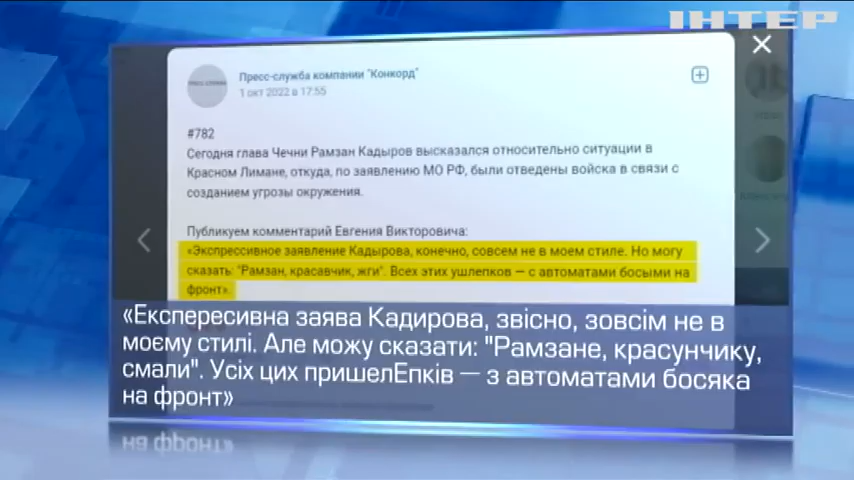 ІНТЕР
Пресс-служба компании "Конкорд"
1 окт 2022 в 17:55
#782
Сегодня глава Чечни Рамзан Кадыров высказался относительно ситуации в
Красном Лимане, откуда, по заявлению МО РФ, были отведены войска в связи с
созданием угрозы окружения.
Публикуем комментарий Евгения Викторовича:
«Экспрессивное заявление Кадырова, конечно, совсем не в моем стиле. Но могу
сказать: "Рамзан, красавчик, жги". Всех этих ушлепков — с автоматами босыми на
фронт».
«Експересивна заява Кадирова, звісно, зовсім не в
моєму стилі. Але можу сказати: "Рамзане, красунчику,
смали". Усіх цих пришелЕпків — з автоматами босяка
на фронт»